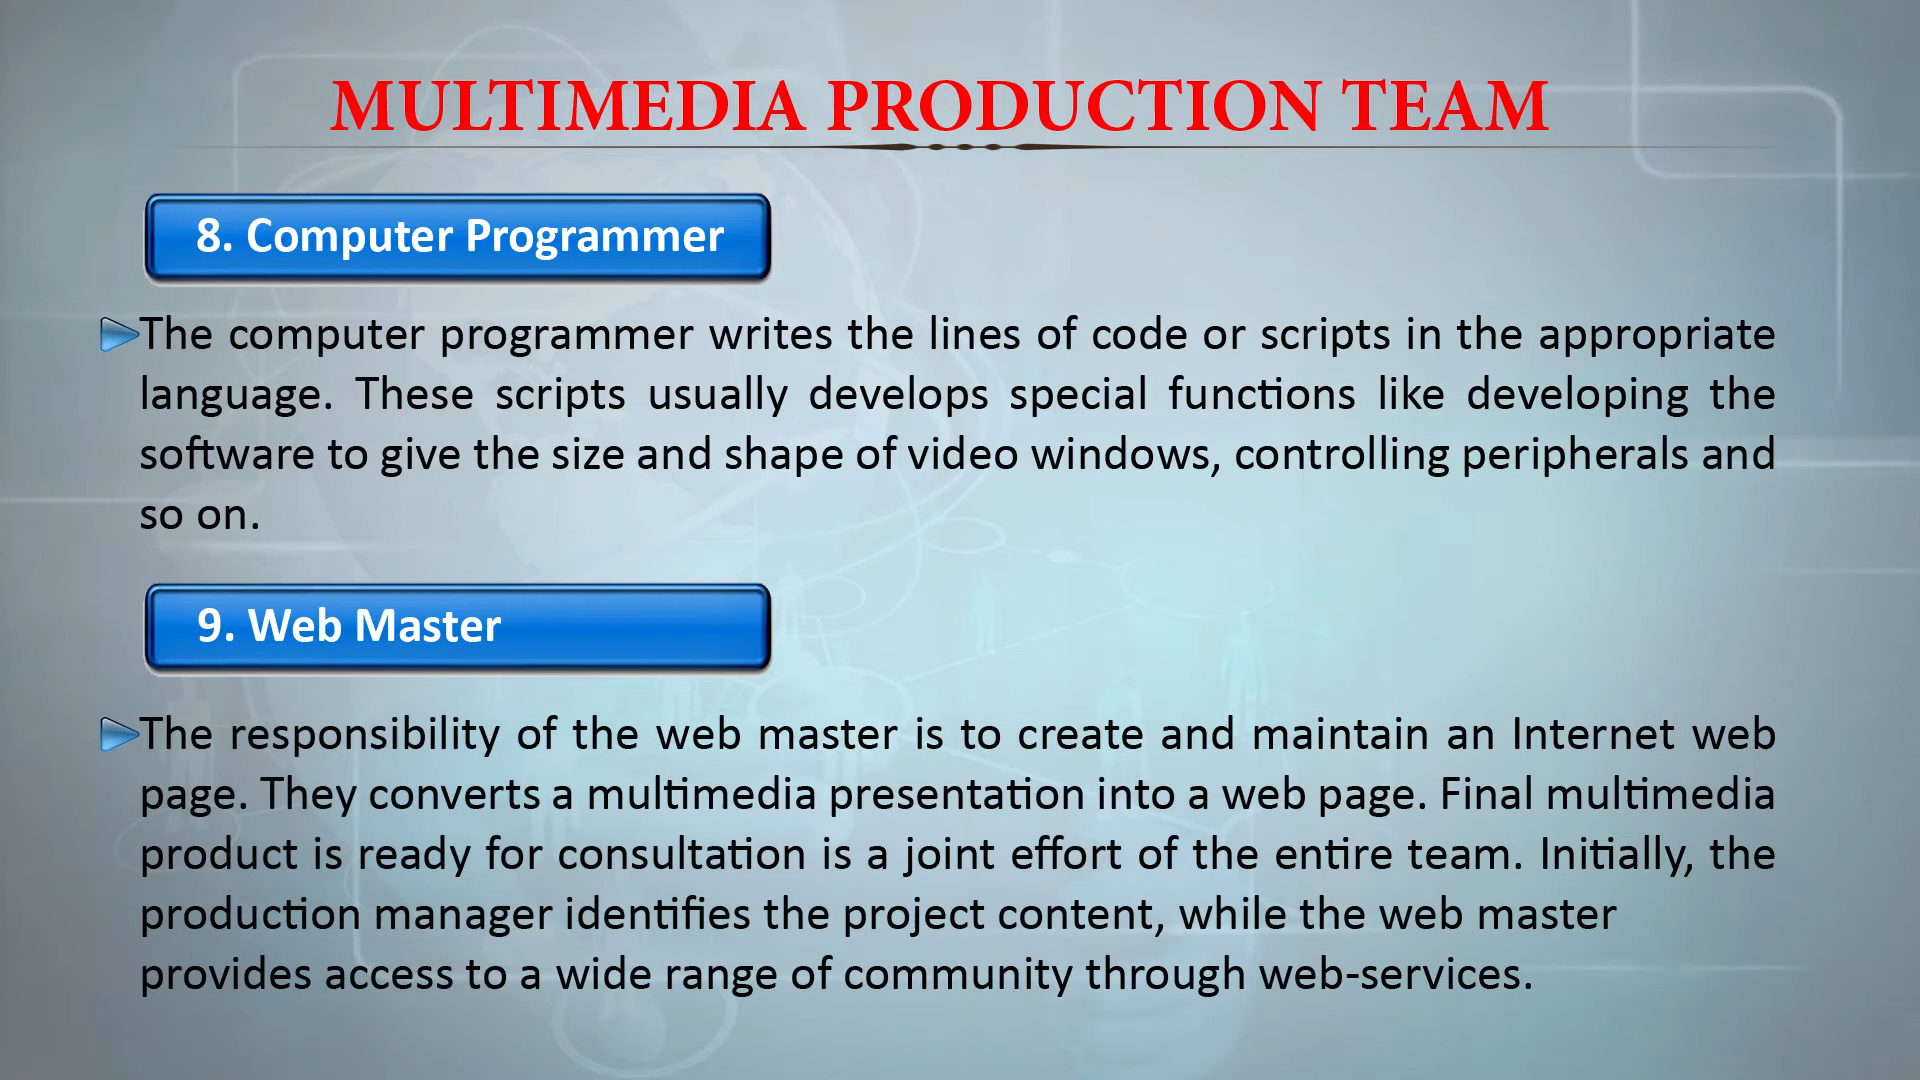 MULTIMEDIA PRODUCTION TEAM
8. Computer Programmer
The computer programmer writes the lines of code or scripts in the appropriate
language. These scripts usually develops special functions like developing the
software to give the size and shape of video windows, controlling peripherals and
so on.
9. Web Master
The responsibility of the web master is to create and maintain an Internet web
page. They converts a multimedia presentation into a web page. Final multimedia
product is ready for consultation is a joint effort of the entire team. Initially, the
production manager identifies the project content, while the web master
provides access to a wide range of community through web-services.